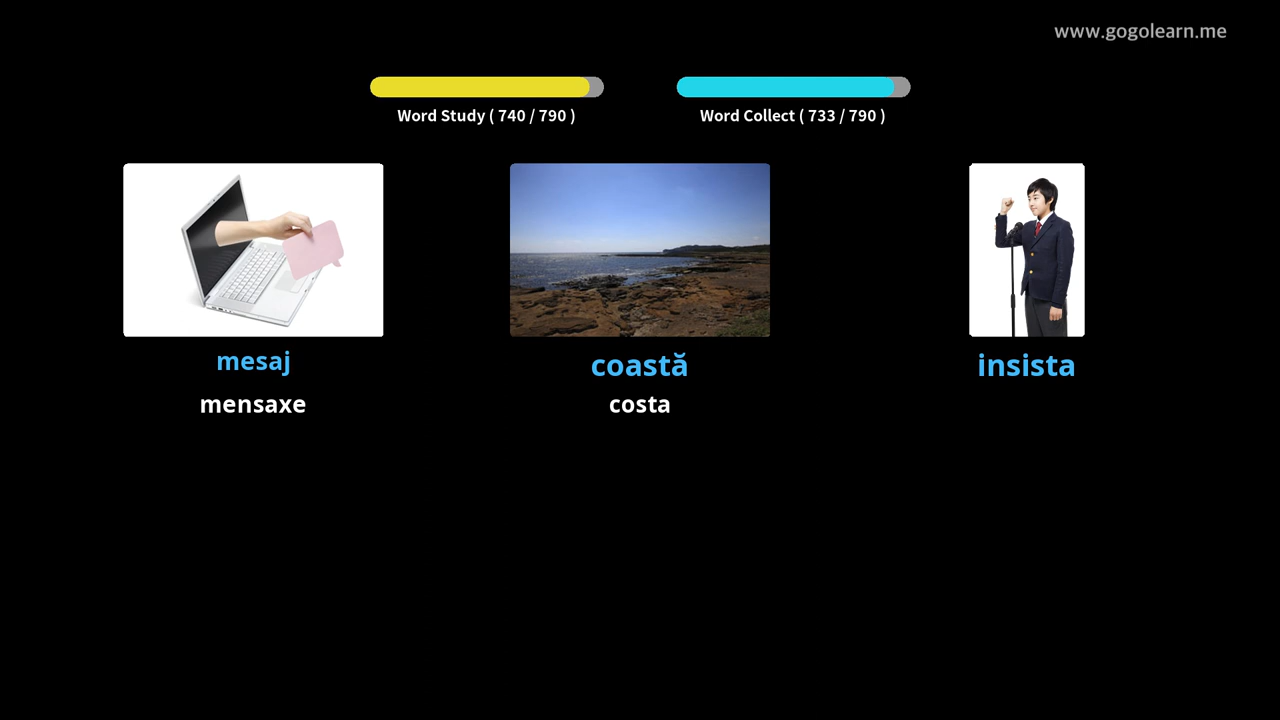 www.gogolearn.me
Word Study ( 740 / 790 )
Word Collect ( 733 / 790 )
mesaj
coastă
insista
mensaxe
costa